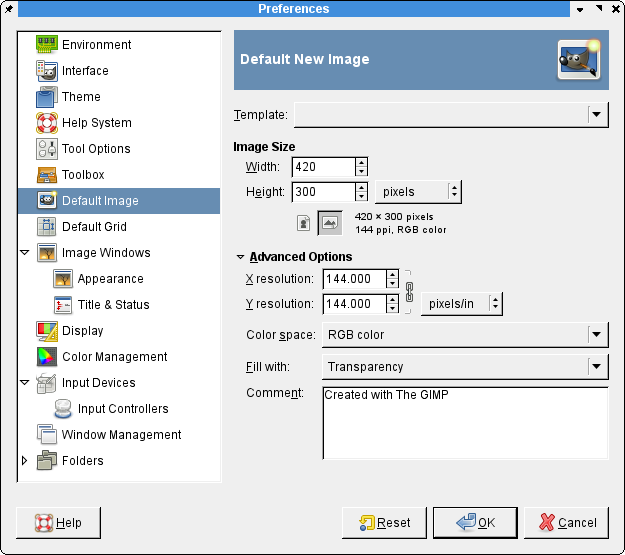 Preferences
Environment
Interface
Theme
Help System
Tool Options
Toolbox
Default Image
Default Grid
Image Windows
Appearance
Title & Status
Display
Color Management
Input Devices
Input Controllers
Window Management
Folders
Default New Image
Template:
Image Size
Width: 420
Height: 300 pixels
420 × 300 pixels
144 ppi, RGB color
Advanced Options
X resolution: 144.000
Y resolution: 144.000 pixels/in
Color space: RGB color
Fill with: Transparency
Comment: Created with The GIMP
Help Reset OK Cancel